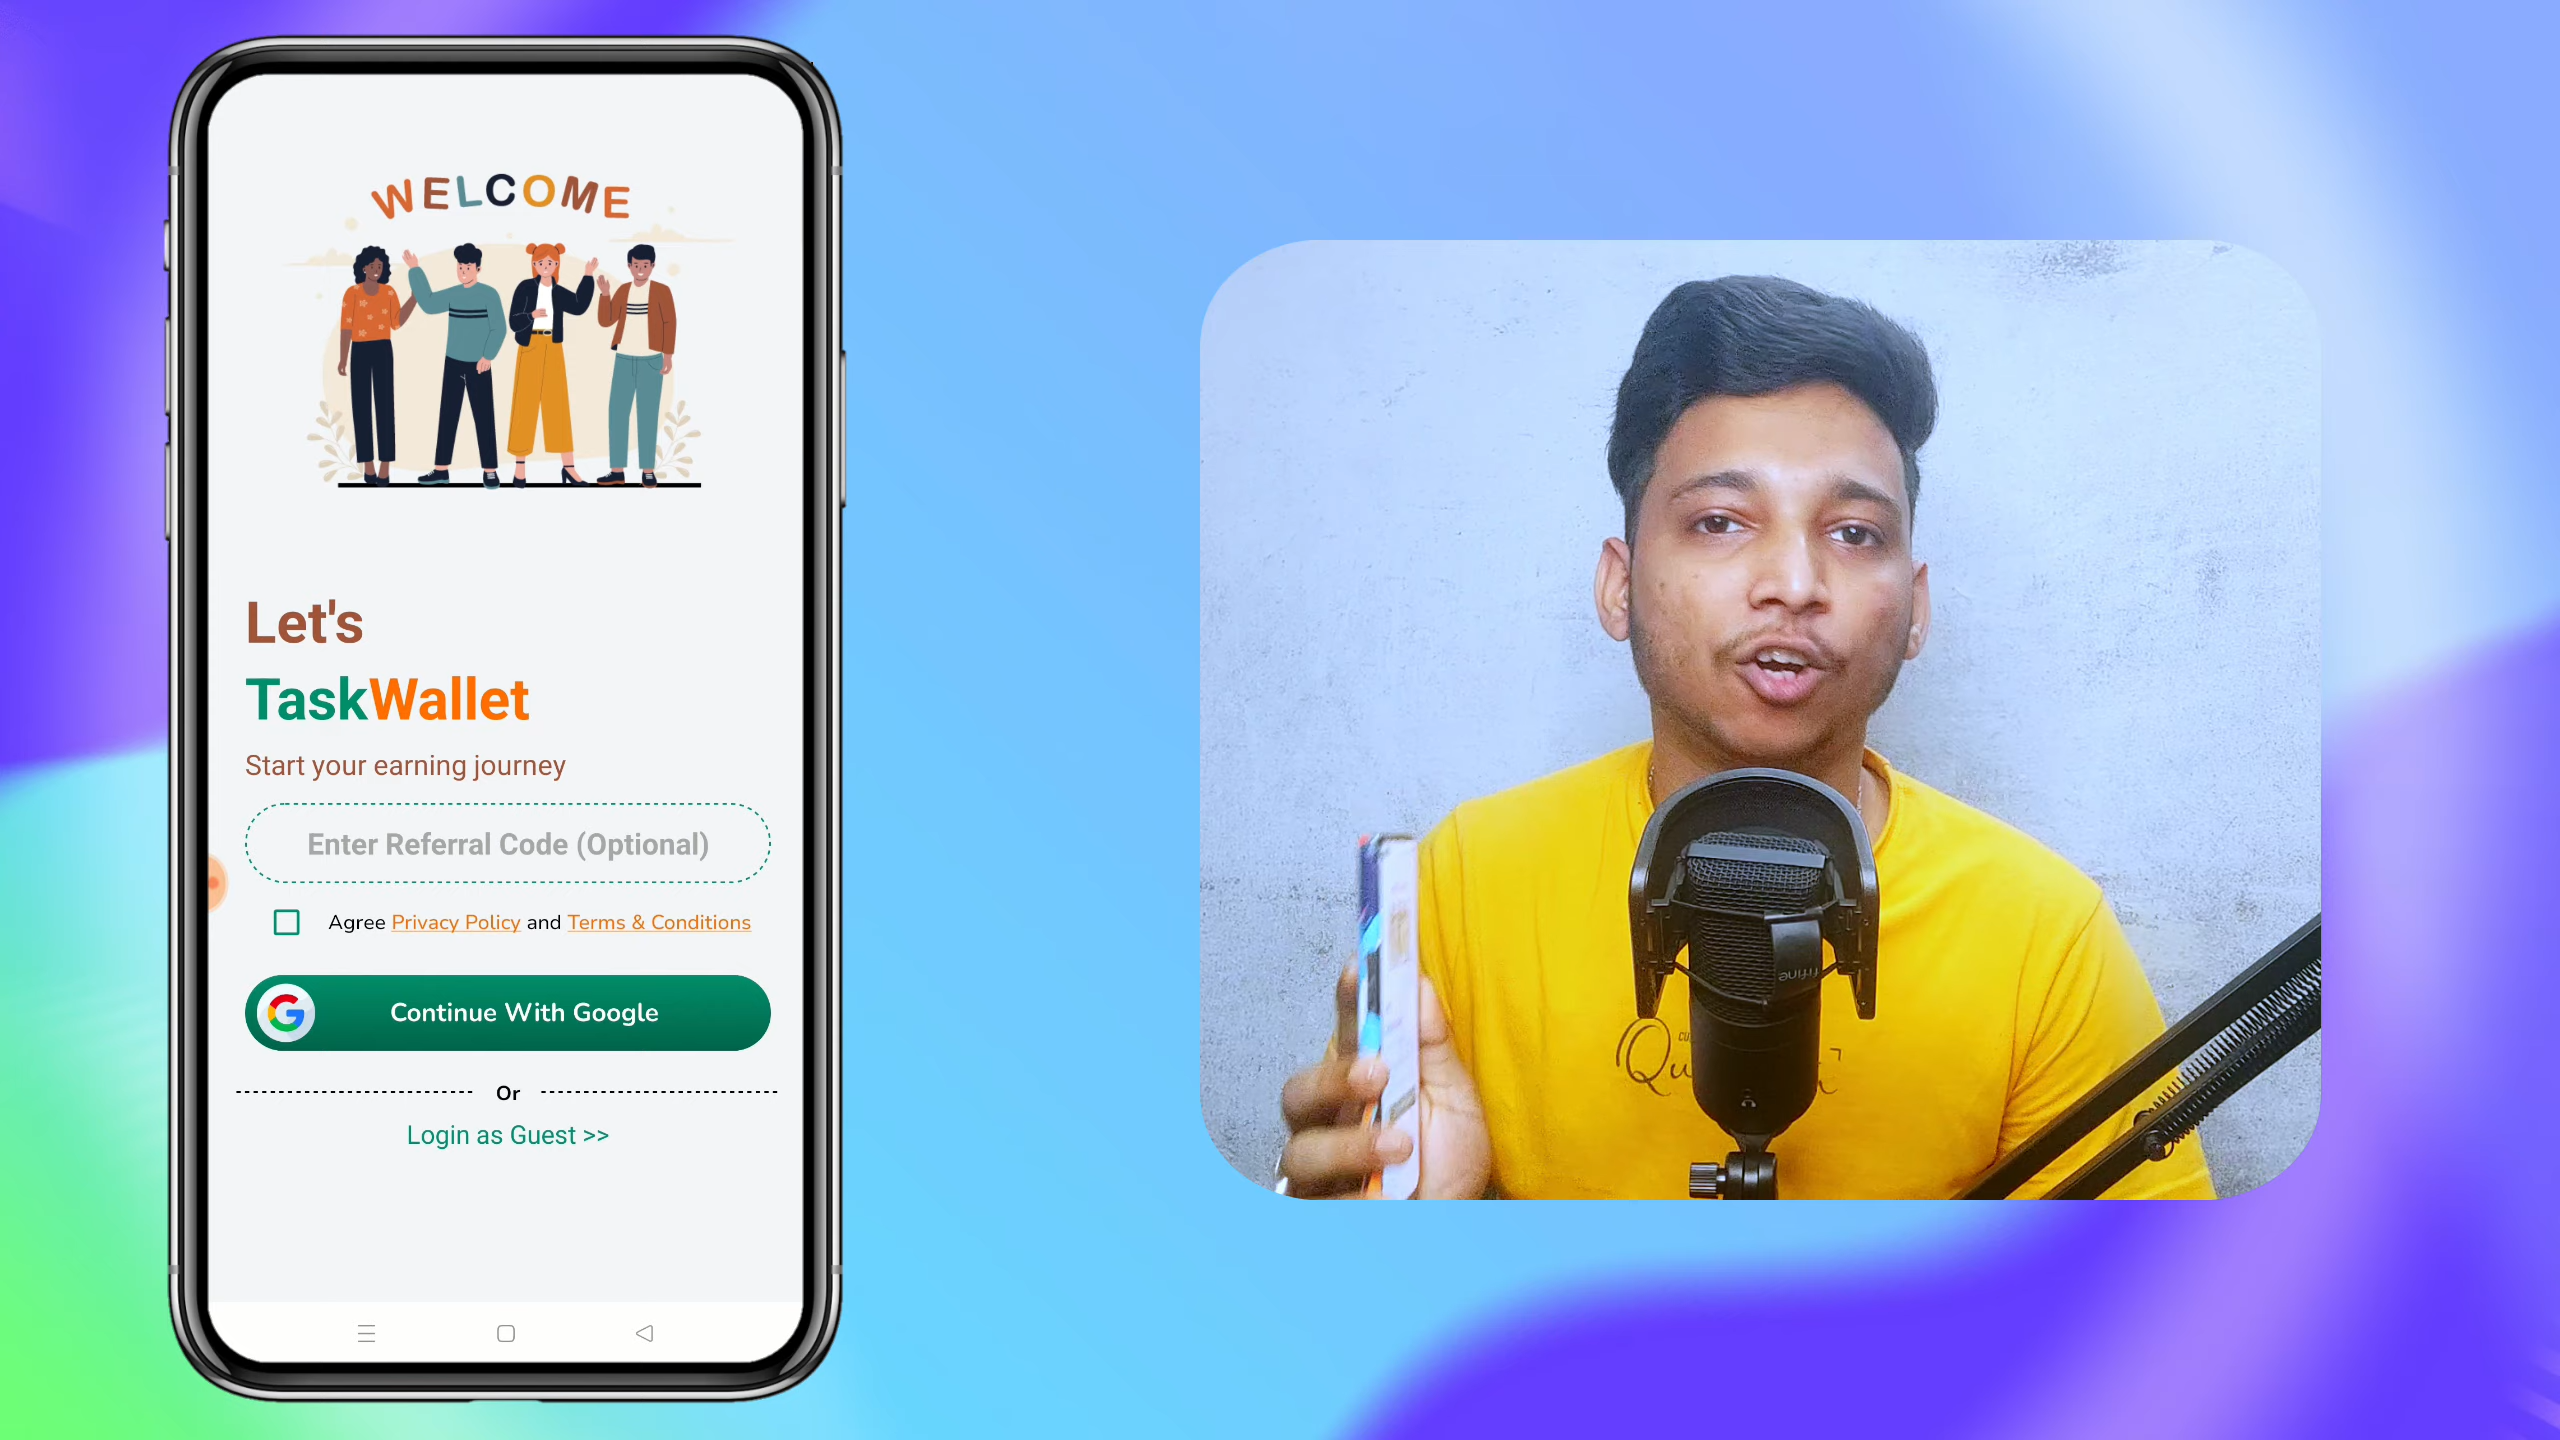 WELCOME
Let's
TaskWallet
Start your earning journey
Enter Referral Code (Optional)
Agree Privacy Policy and Terms & Conditions
Continue With Google
Or
Login as Guest >>
fifine